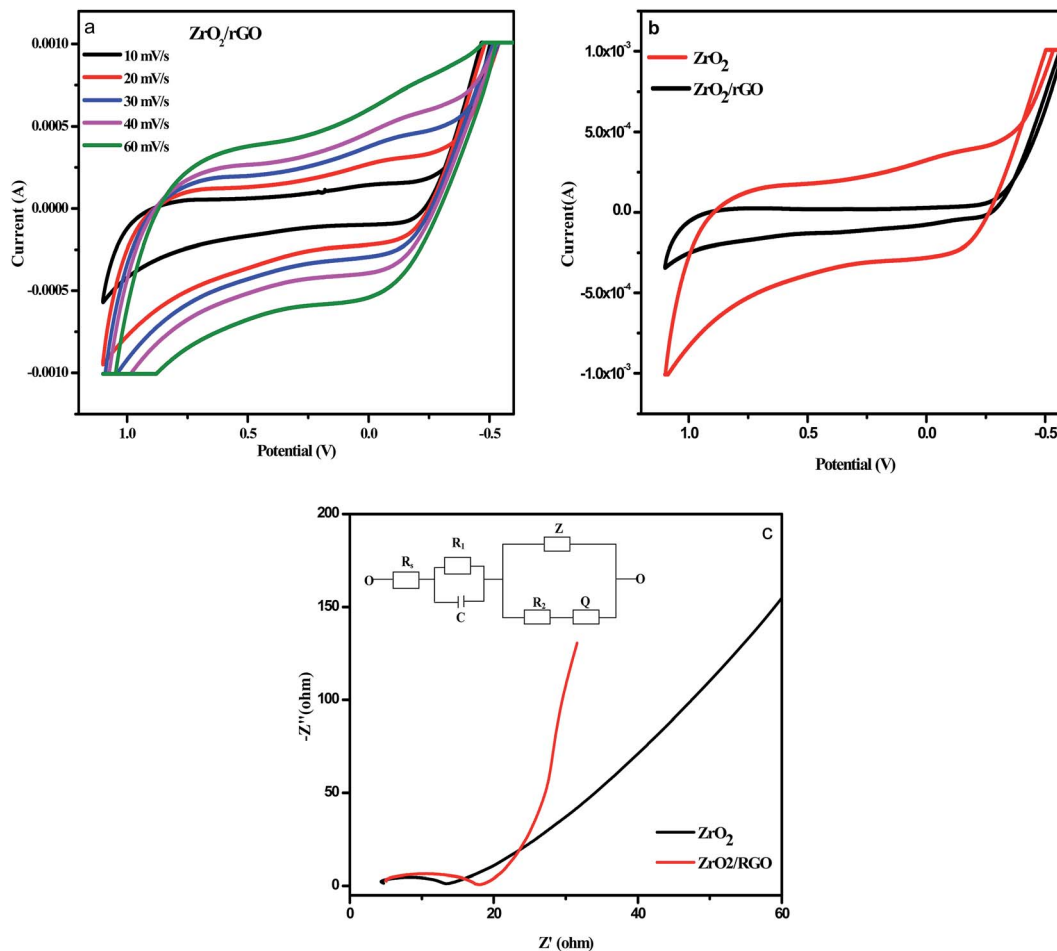 a
ZrO2/rGO
10 mV/s
20 mV/s
30 mV/s
40 mV/s
60 mV/s
0.0010
0.0005
0.0000
-0.0005
-0.0010
Current (A)
1.0 0.5 0.0 -0.5
Potential (V)
b
ZrO2
ZrO2/rGO
1.0x10-3
5.0x10-4
0.0
-5.0x10-4
-1.0x10-3
Current(A)
1.0 0.5 0.0 -0.5
Potential (V)
c
Z
Rs R1
O O
C R2 Q
200
150
100
50
0
-Z''(ohm)
ZrO2
ZrO2/RGO
0 20 40 60
Z' (ohm)